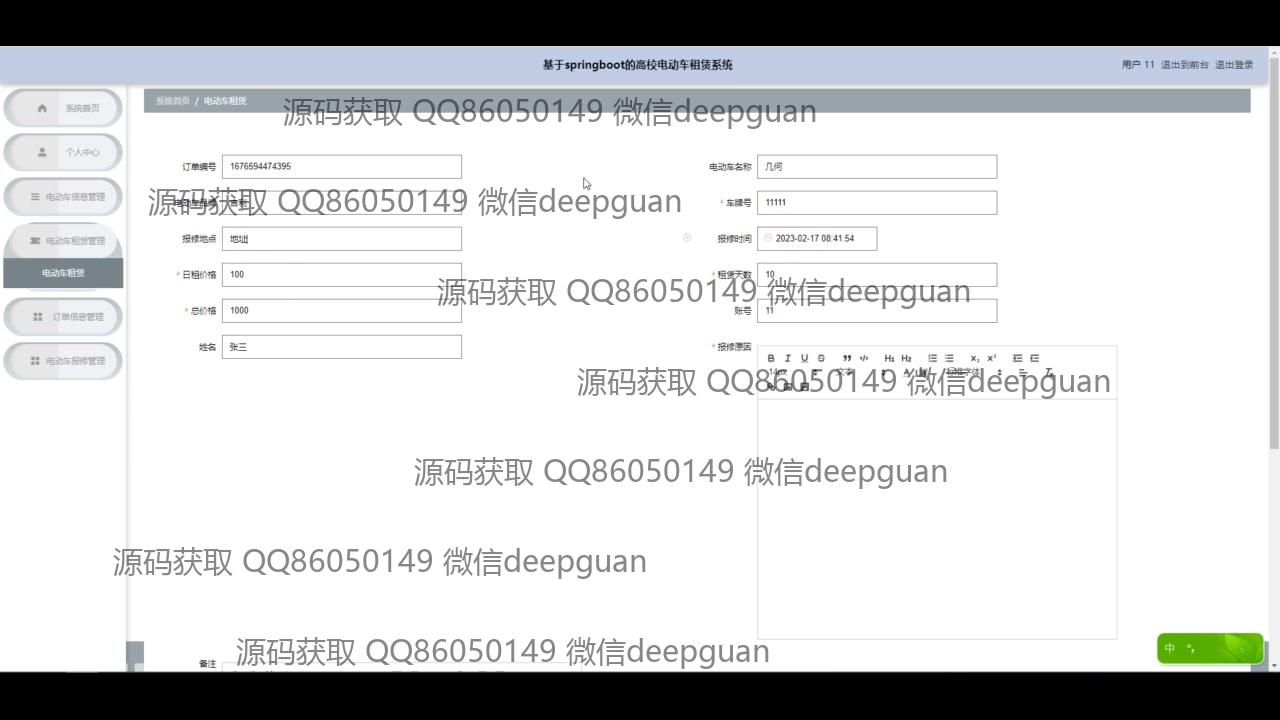 基于springboot的高校电动车租赁系统
用户 11 退出到前台 退出登录
系统首页
个人中心
电动车信息管理
电动车租赁管理
电动车租赁
订单信息管理
电动车报修管理
系统首页 / 电动车租赁
源码获取 QQ86050149 微信deepguan
订单编号 1676594474395
电动车名称 几何
源码获取 QQ86050149 微信deepguan
* 车牌号 11111
报修地点 地址
报修时间 2023-02-17 08:41:54
* 日租价格 100
* 租赁天数 10
源码获取 QQ86050149 微信deepguan
* 总价格 1000
账号 11
姓名 张三
* 报修原因
B I U S ” </> H1 H2 x₂ x²
14px 文本 标准字体
源码获取 QQ86050149 微信deepguan
源码获取 QQ86050149 微信deepguan
源码获取 QQ86050149 微信deepguan
源码获取 QQ86050149 微信deepguan
备注
中 °,